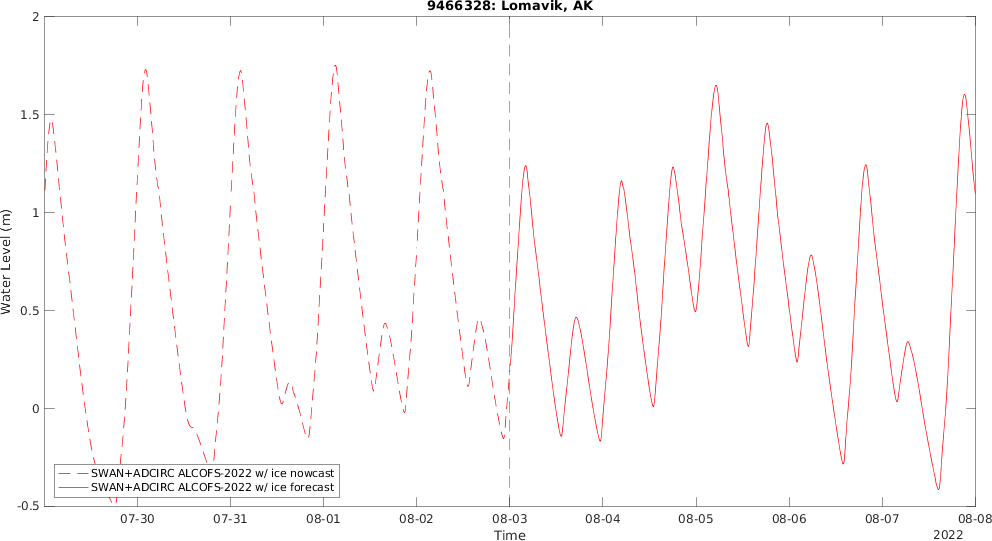 9466328: Lomavik, AK
2
1.5
1
0.5
0
-0.5
Water Level (m)
SWAN+ADCIRC ALCOFS-2022 w/ ice nowcast
SWAN+ADCIRC ALCOFS-2022 w/ ice forecast
07-30 07-31 08-01 08-02 08-03 08-04 08-05 08-06 08-07 08-08
Time
2022